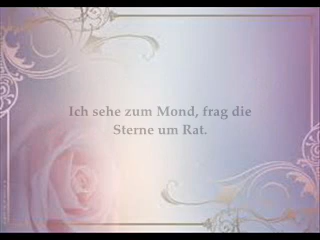 Ich sehe zum Mond, frag die
Sterne um Rat.